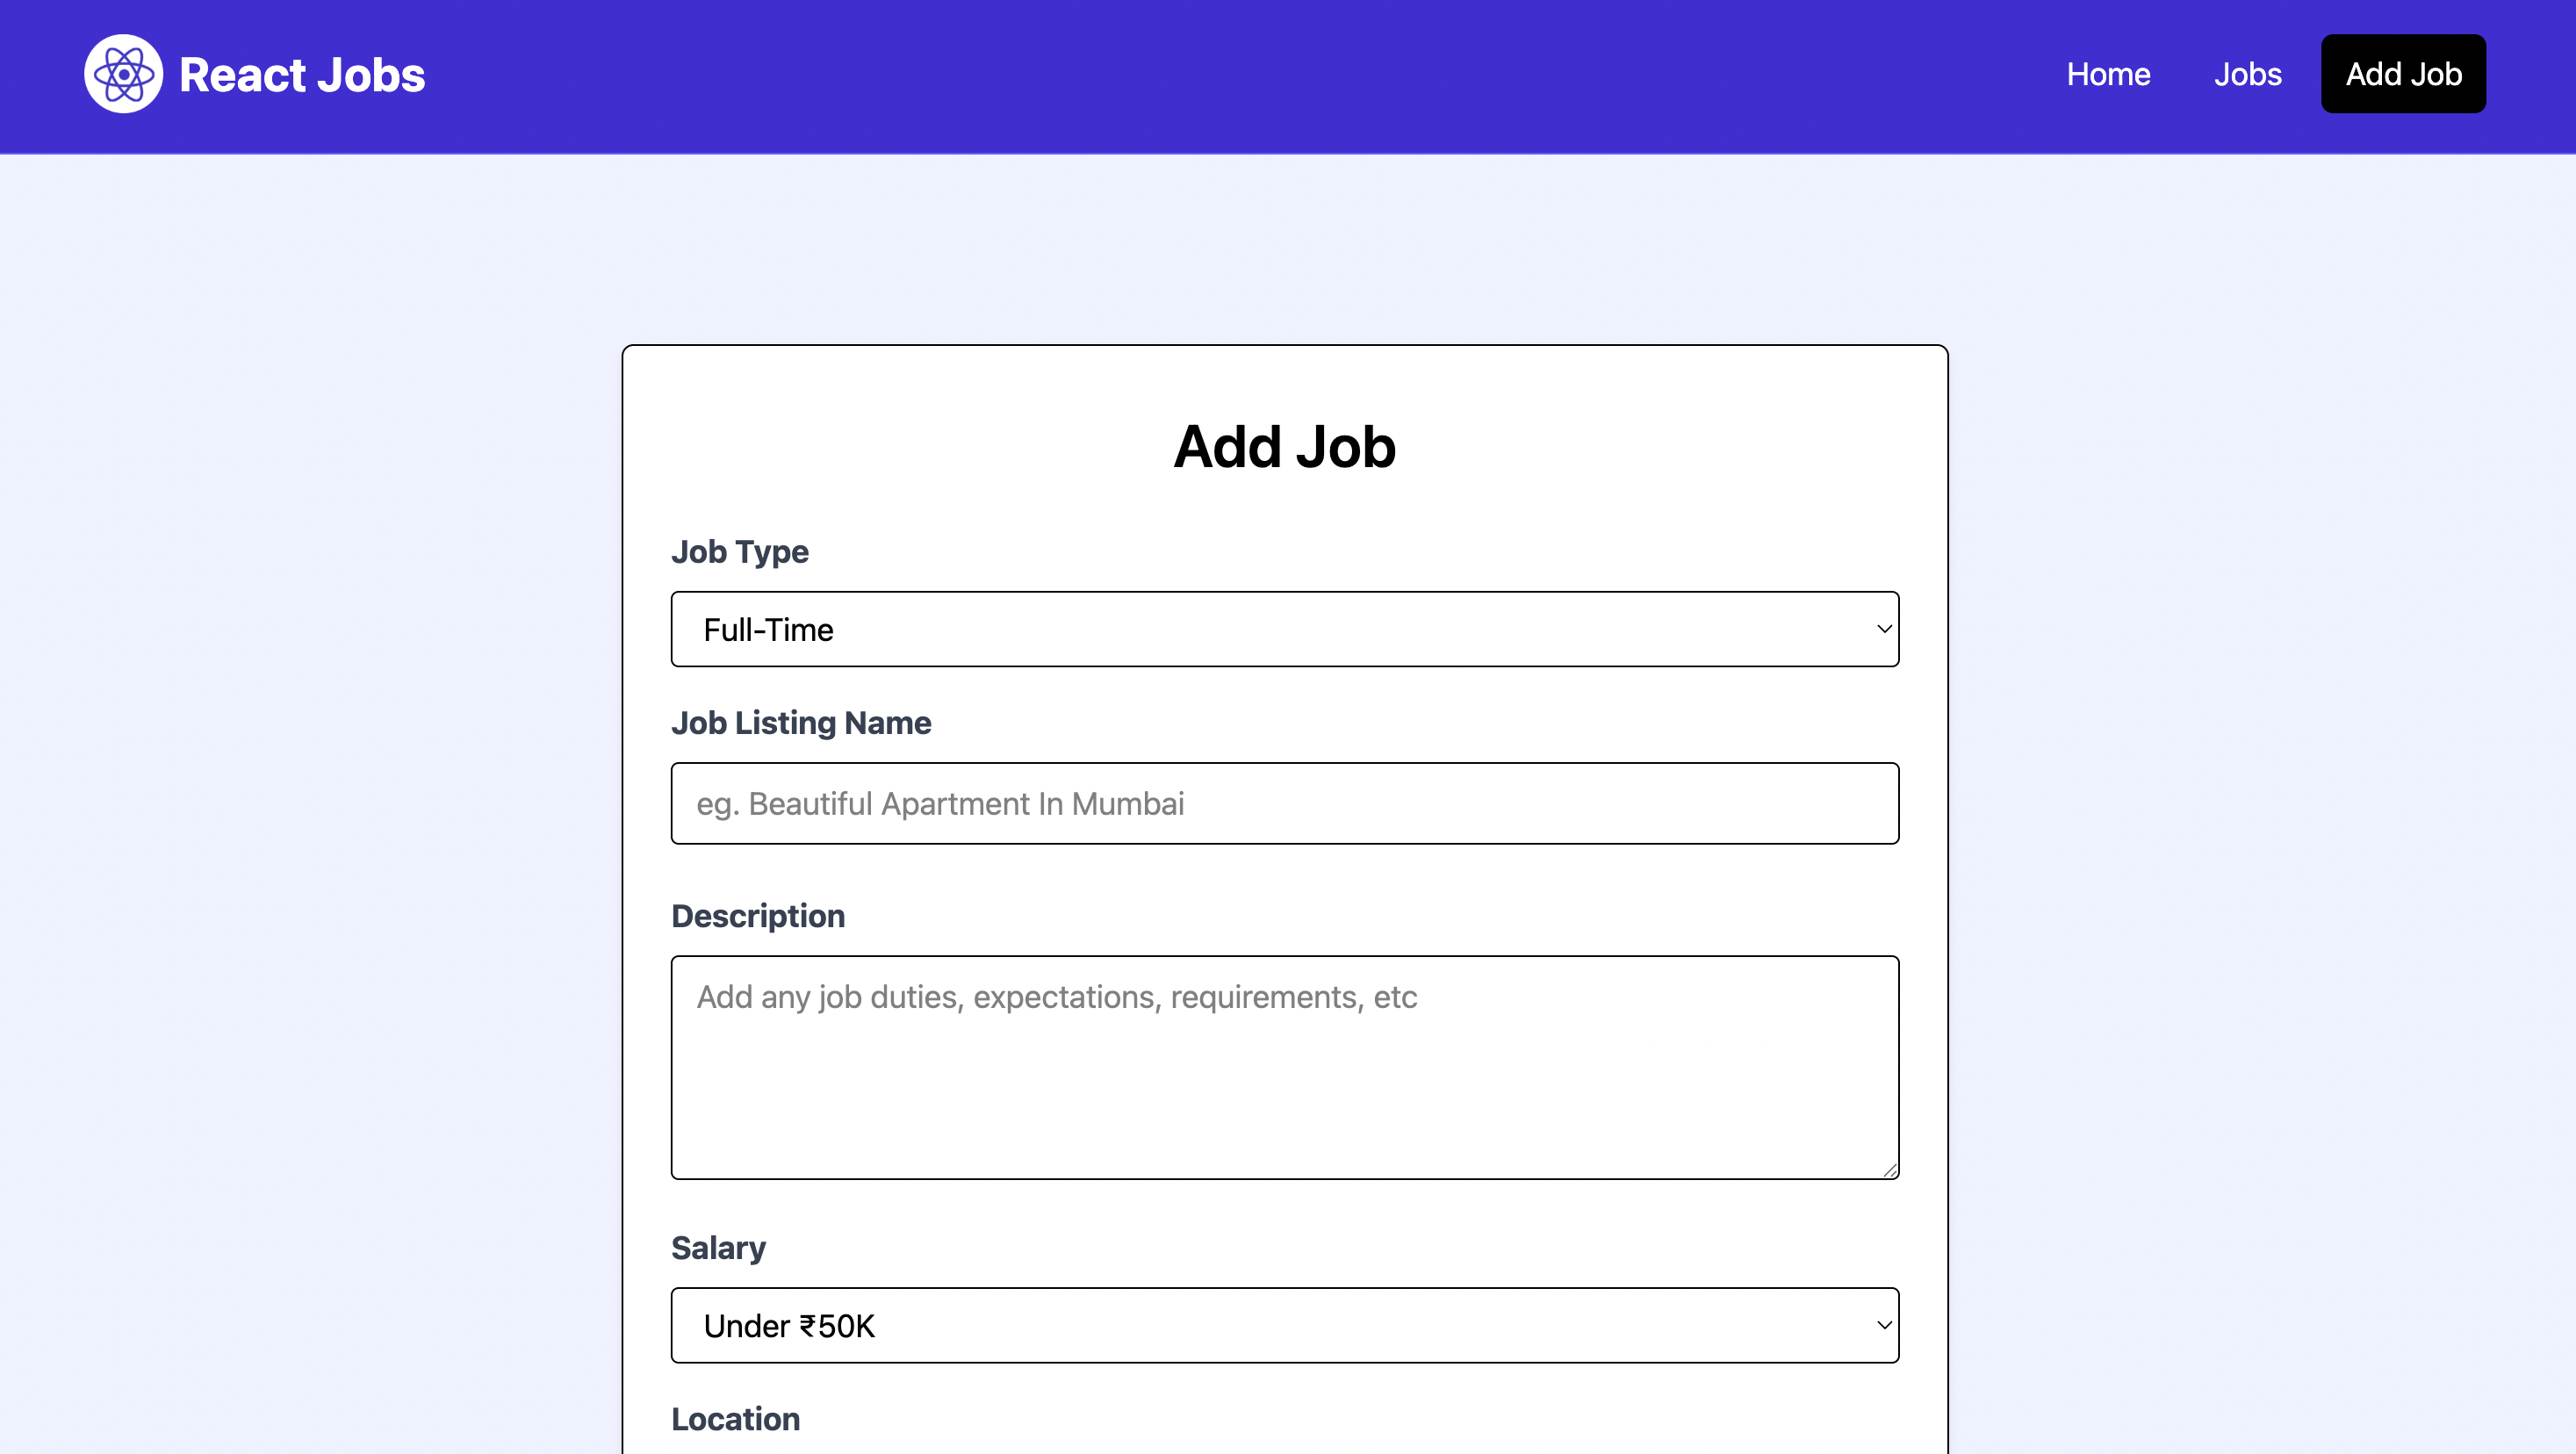 React Jobs
Home
Jobs
Add Job
Add Job
Job Type
Full-Time
Job Listing Name
eg. Beautiful Apartment In Mumbai
Description
Add any job duties, expectations, requirements, etc
Salary
Under ₹50K
Location